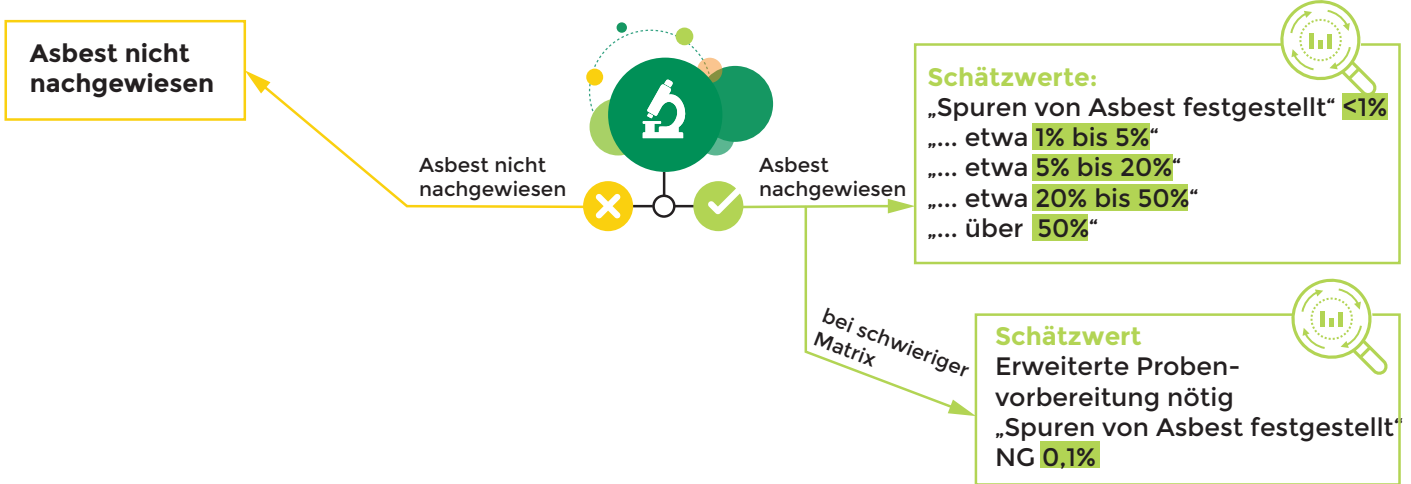 Asbest nicht
nachgewiesen
Asbest nicht
nachgewiesen
Asbest
nachgewiesen
Schätzwerte:
„Spuren von Asbest festgestellt“ <1%
„... etwa 1% bis 5%“
„... etwa 5% bis 20%“
„... etwa 20% bis 50%“
„... über 50%“
bei schwieriger
Matrix
Schätzwert
Erweiterte Proben-
vorbereitung nötig
„Spuren von Asbest festgestellt“
NG 0,1%